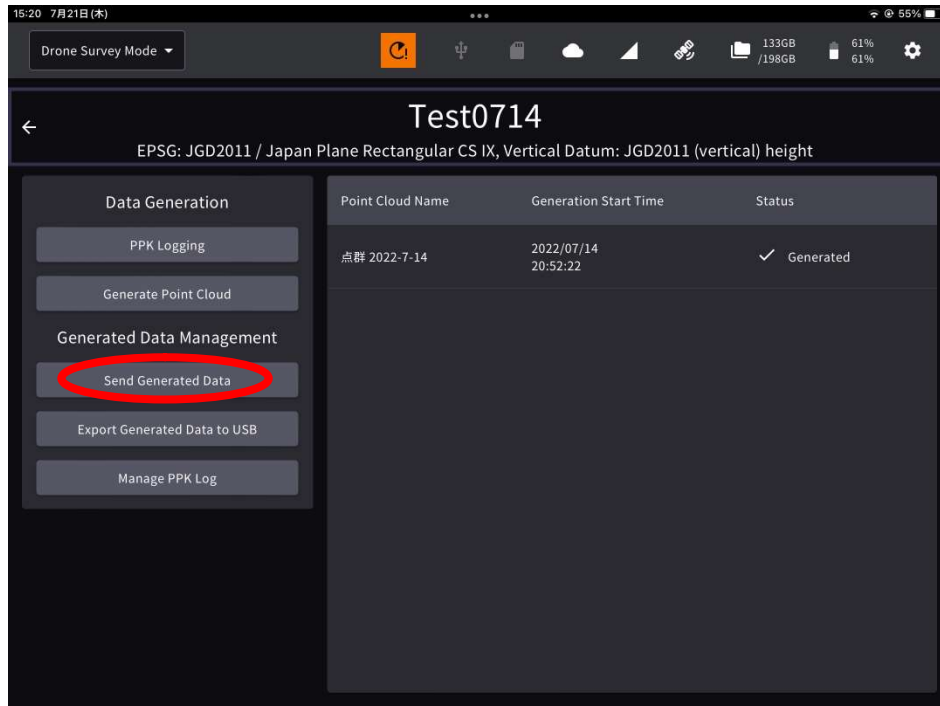 15:20 7月21日(木)
55%
Drone Survey Mode
133GB
/198GB
61%
61%
Test0714
EPSG: JGD2011 / Japan Plane Rectangular CS IX, Vertical Datum: JGD2011 (vertical) height
Data Generation
PPK Logging
Generate Point Cloud
Generated Data Management
Send Generated Data
Export Generated Data to USB
Manage PPK Log
Point Cloud Name Generation Start Time Status
点群 2022-7-14
2022/07/14
20:52:22
Generated